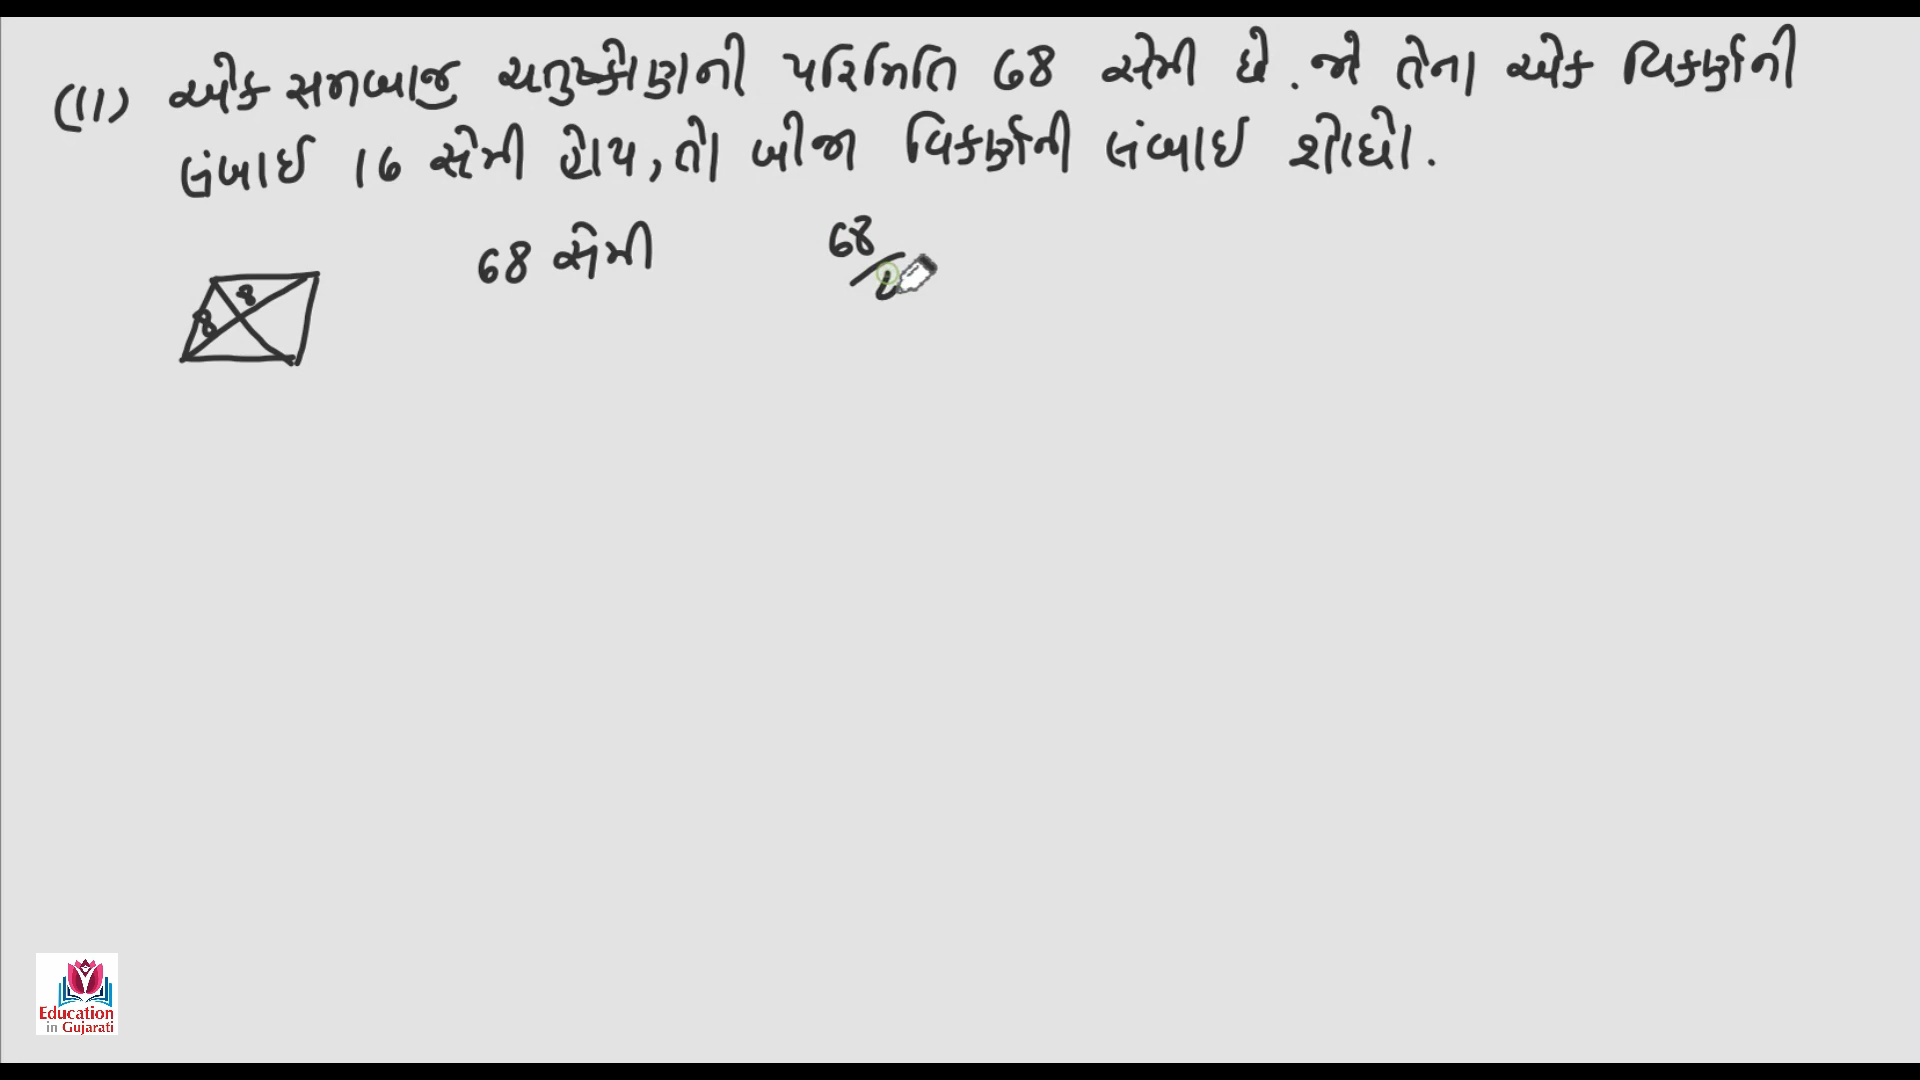 (11) એક સમબાજુ ચતુષ્કોણની પરિમિતિ 68 સેમી છે. જો તેના એક વિકર્ણની
લંબાઈ 16 સેમી હોય, તો બીજા વિકર્ણની લંબાઈ શોધો.
68 સેમી 68
8
8
Education
in Gujarati